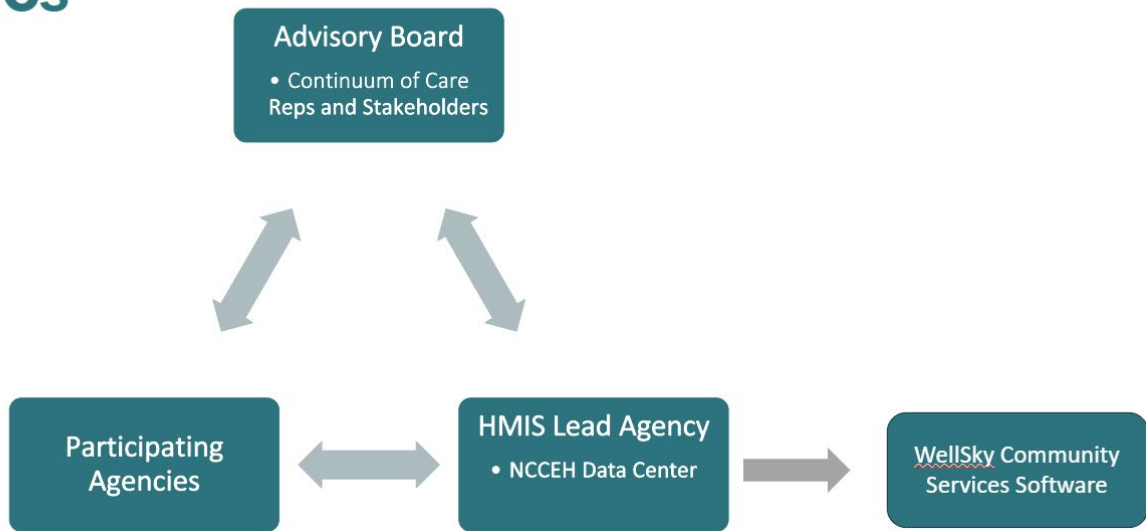 Advisory Board
• Continuum of Care
Reps and Stakeholders
Participating
Agencies
HMIS Lead Agency
• NCCEH Data Center
WellSky Community
Services Software